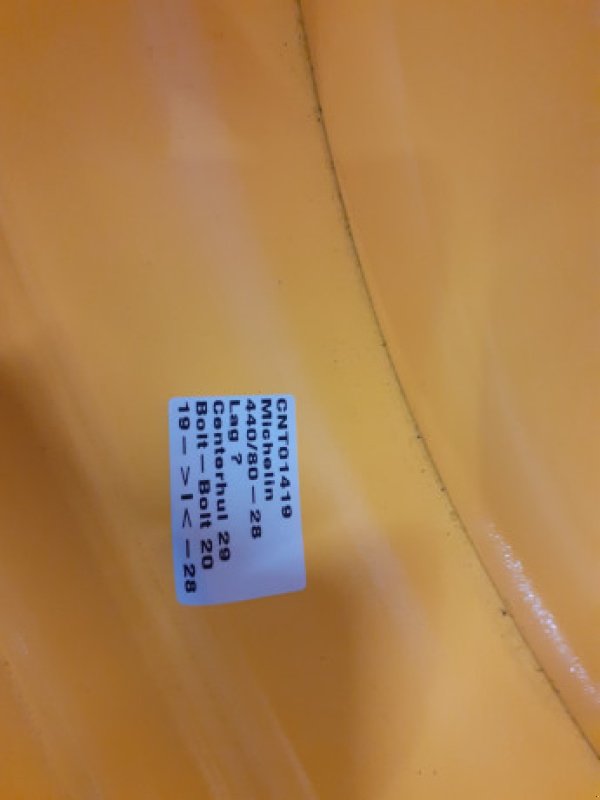 CNT01419
Michelin
440/80-28
Lag ?
Centerhul 29
Bolt - Bolt 20
19- >I< -28